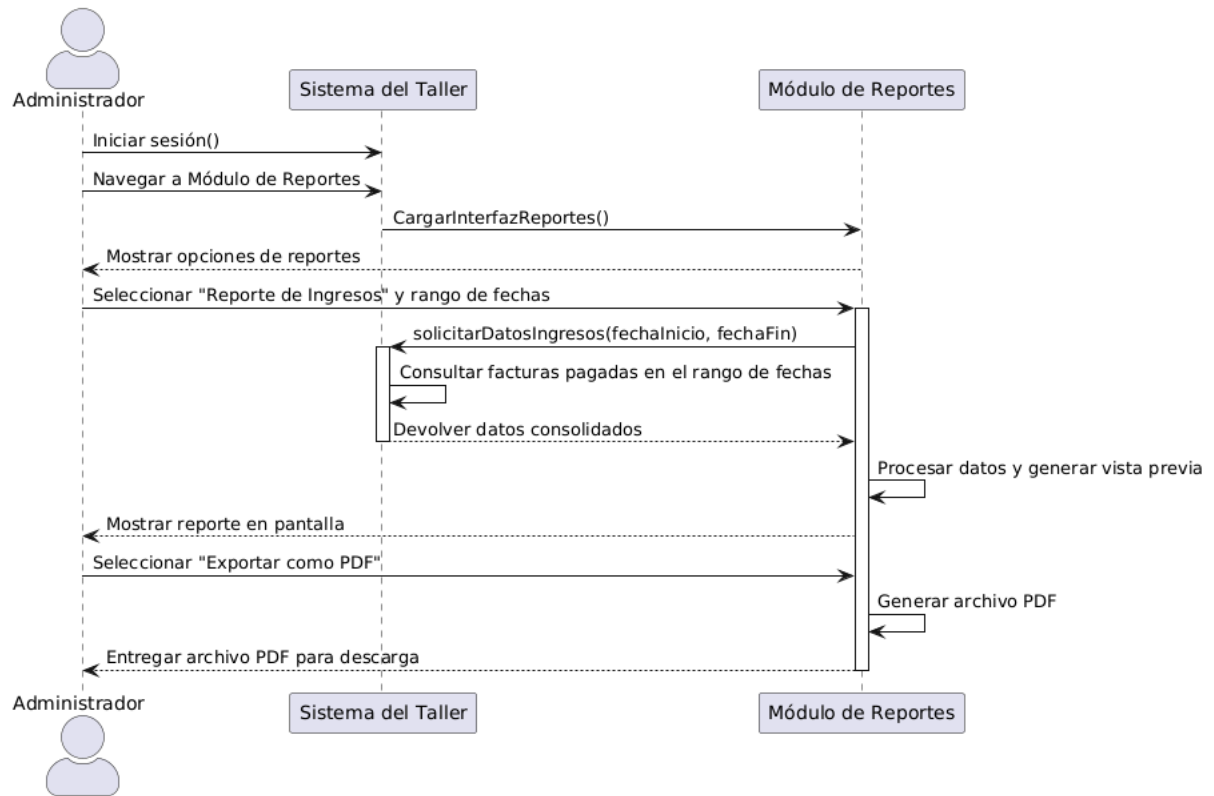 Administrador
Sistema del Taller
Módulo de Reportes
Iniciar sesión()
Navegar a Módulo de Reportes
CargarInterfazReportes()
Mostrar opciones de reportes
Seleccionar "Reporte de Ingresos" y rango de fechas
solicitarDatosIngresos(fechaInicio, fechaFin)
Consultar facturas pagadas en el rango de fechas
Devolver datos consolidados
Procesar datos y generar vista previa
Mostrar reporte en pantalla
Seleccionar "Exportar como PDF"
Generar archivo PDF
Entregar archivo PDF para descarga
Administrador
Sistema del Taller
Módulo de Reportes